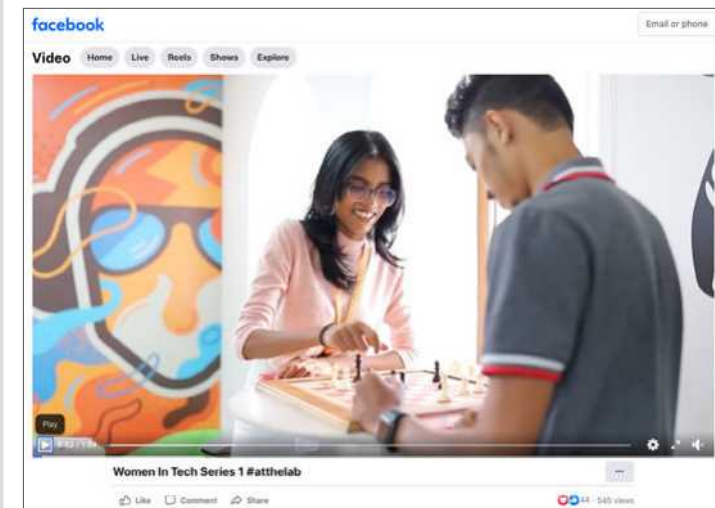 facebook
Email or phone
Video Home Live Reels Shows Explore
Play
Women In Tech Series 1 #atthelab
...
Like Comment Share
44 · 545 views